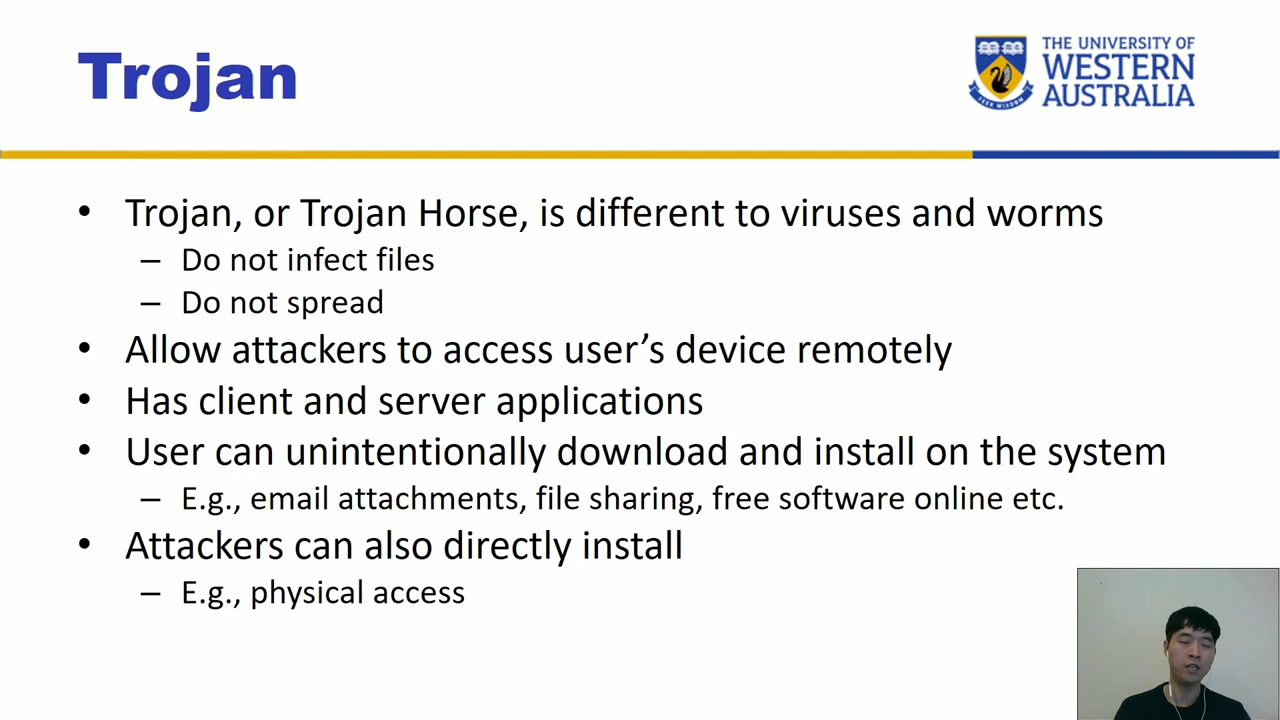 Trojan
THE UNIVERSITY OF
WESTERN
AUSTRALIA
SEEK WISDOM
• Trojan, or Trojan Horse, is different to viruses and worms
– Do not infect files
– Do not spread
• Allow attackers to access user’s device remotely
• Has client and server applications
• User can unintentionally download and install on the system
– E.g., email attachments, file sharing, free software online etc.
• Attackers can also directly install
– E.g., physical access